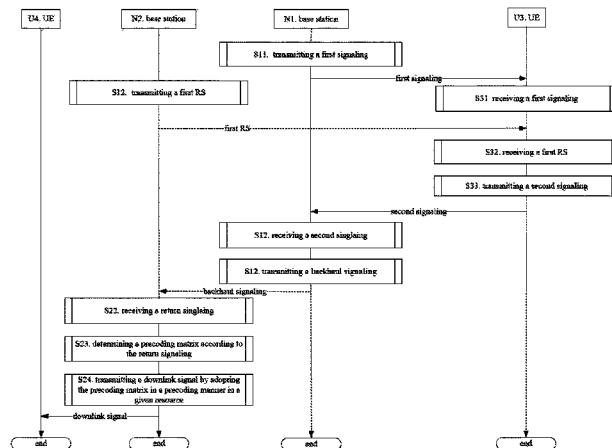 U4. UE
N2. base station
N1. base station
U3. UE
S11. transmitting a first signaling
first signaling
S12. transmitting a first RS
S31 receiving a first signaling
first RS
S32. receiving a first RS
S33. transmitting a second signaling
second signaling
S12. receiving a second singlaing
S12. transmitting a backhaul signaling
backhaul signaling
S22. receiving a return singlaing
S23. determining a precoding matrix according to
the return signaling
S24. transmitting a downlink signal by adopting
the precoding matrix in a precoding manner in a
given resource
downlink signal
end
end
end
end